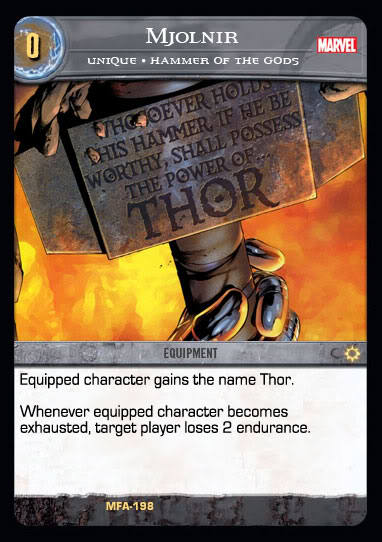 0
Mjolnir
MARVEL
Unique • Hammer of the Gods
WHOSOEVER HOLDS
THIS HAMMER, IF HE BE
WORTHY, SHALL POSSESS
THE POWER OF...
THOR
EQUIPMENT
C
Equipped character gains the name Thor.
Whenever equipped character becomes
exhausted, target player loses 2 endurance.
MFA-198